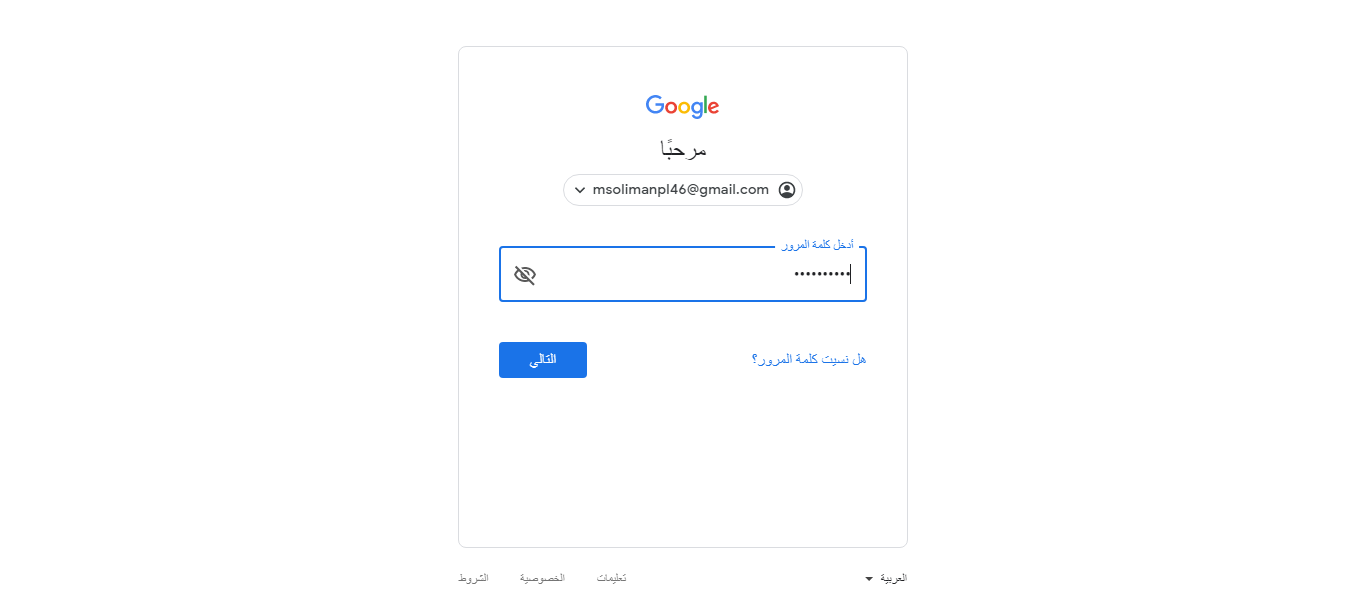 Google
مرحبًا
msolimanpl46@gmail.com
أدخل كلمة المرور
••••••••••
هل نسيت كلمة المرور؟
التالي
العربية
تعليمات
الخصوصية
الشروط